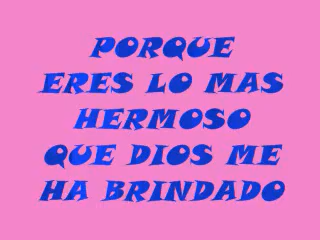 PORQUE
ERES LO MAS
HERMOSO
QUE DIOS ME
HA BRINDADO